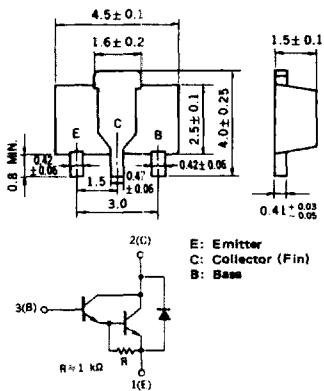 4.5±0.1
1.6±0.2
1.5±0.1
E
C
B
2.5±0.1
4.0±0.25
0.8 MIN.
0.42
±0.06
0.47
±0.06
0.42
±0.06
1.5
3.0
0.41 +0.03
−0.05
E: Emitter
C: Collector (Fin)
B: Bass
2(C)
3(B)
R
R≈1 kΩ
1(E)